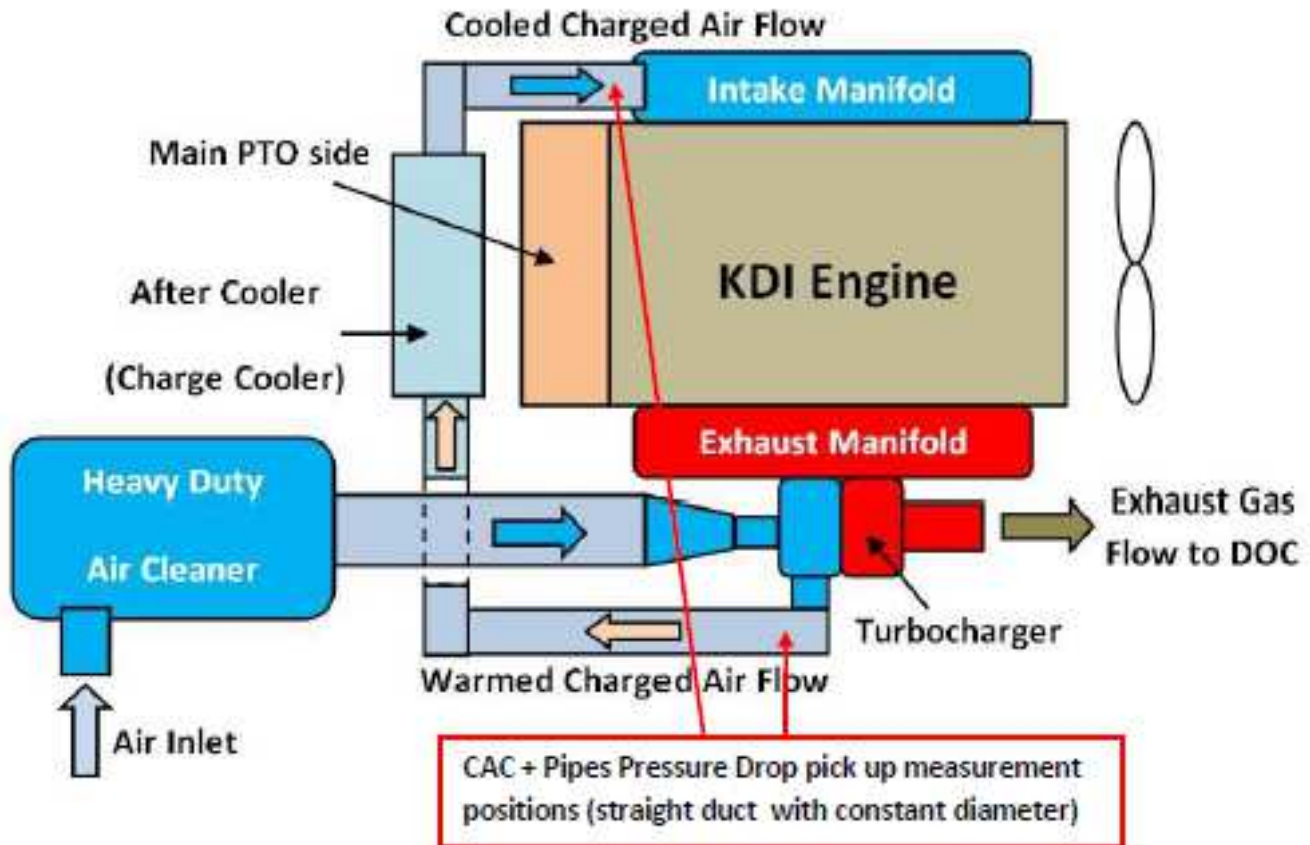 Cooled Charged Air Flow
Intake Manifold
Main PTO side
KDI Engine
After Cooler
(Charge Cooler)
Exhaust Manifold
Heavy Duty
Air Cleaner
Exhaust Gas
Flow to DOC
Turbocharger
Warmed Charged Air Flow
Air Inlet
CAC + Pipes Pressure Drop pick up measurement
positions (straight duct with constant diameter)